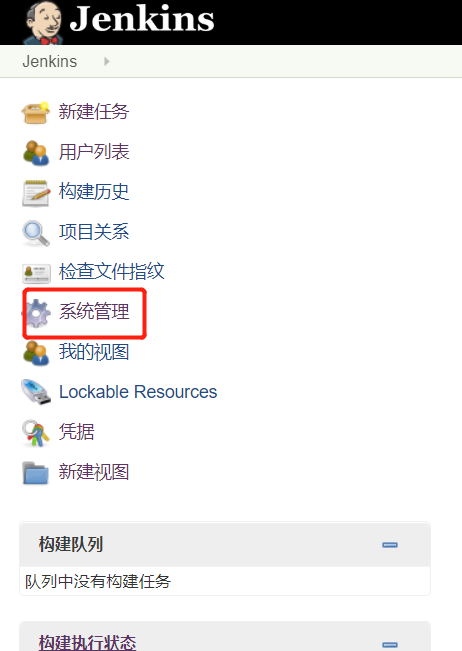 Jenkins
Jenkins
新建任务
用户列表
构建历史
项目关系
检查文件指纹
系统管理
我的视图
Lockable Resources
凭据
新建视图
构建队列
队列中没有构建任务
构建执行状态